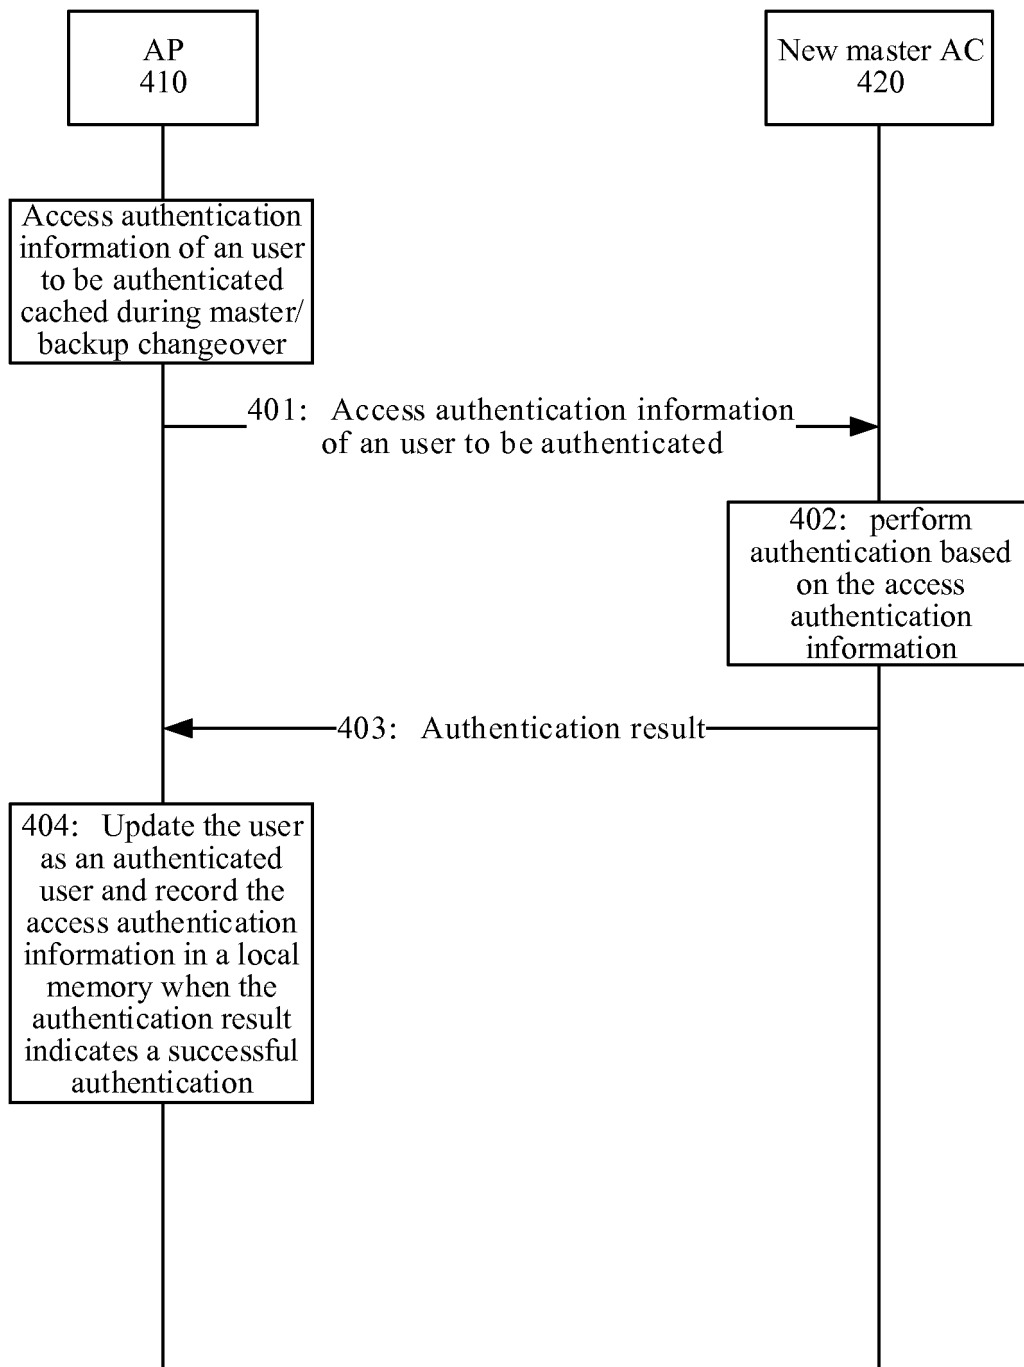 AP
410
New master AC
420
Access authentication
information of an user
to be authenticated
cached during master/
backup changeover
401: Access authentication information
of an user to be authenticated
402: perform
authentication based
on the access
authentication
information
403: Authentication result
404: Update the user
as an authenticated
user and record the
access authentication
information in a local
memory when the
authentication result
indicates a successful
authentication